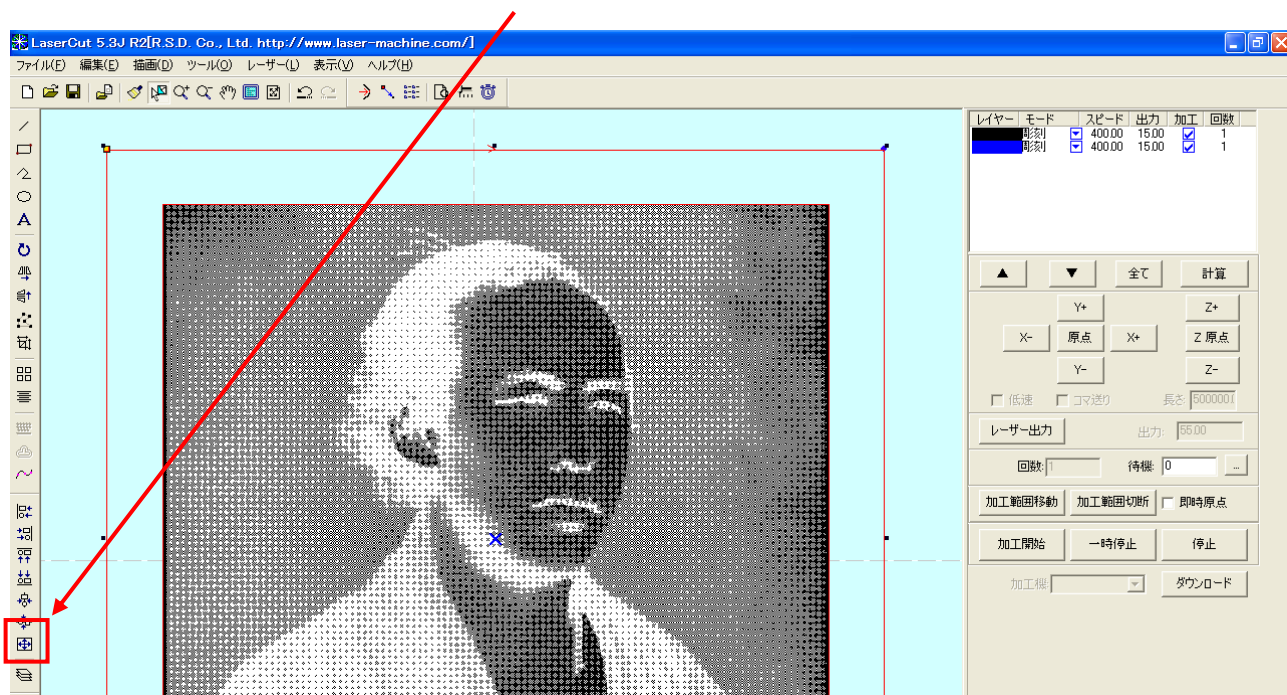 LaserCut 5.3J R2[R.S.D. Co., Ltd. http://www.laser-machine.com/]
ファイル(F) 編集(E) 描画(D) ツール(O) レーザー(L) 表示(V) ヘルプ(H)
レイヤー モード スピード 出力 加工 回数
彫刻 400.00 15.00 1
彫刻 400.00 15.00 1
A
▲ ▼ 全て 計算
Y+ Z+
X- 原点 X+ Z 原点
Y- Z-
低速 コマ送り 長さ: 500000.(
レーザー出力 出力: 55.00
回数: 1 待機: 0 ...
加工範囲移動 加工範囲切断 即時原点
加工開始 一時停止 停止
加工機: ダウンロード